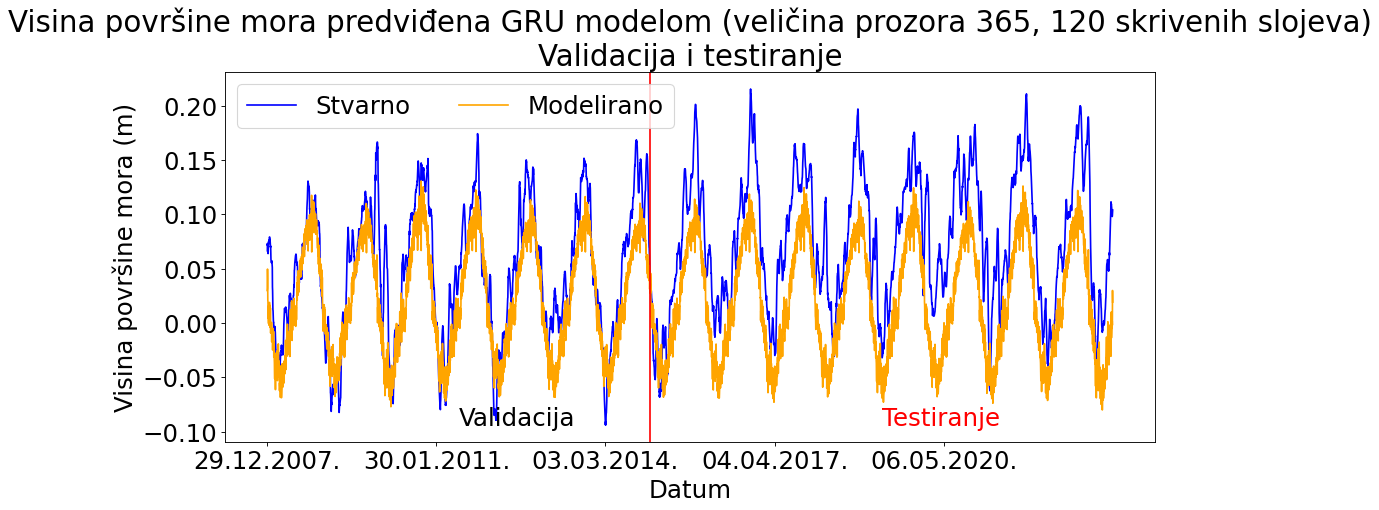 Visina površine mora predviđena GRU modelom (veličina prozora 365, 120 skrivenih slojeva)
Validacija i testiranje
Stvarno
Modelirano
Visina površine mora (m)
0.20
0.15
0.10
0.05
0.00
−0.05
−0.10
Validacija
Testiranje
29.12.2007.
30.01.2011.
03.03.2014.
04.04.2017.
06.05.2020.
Datum